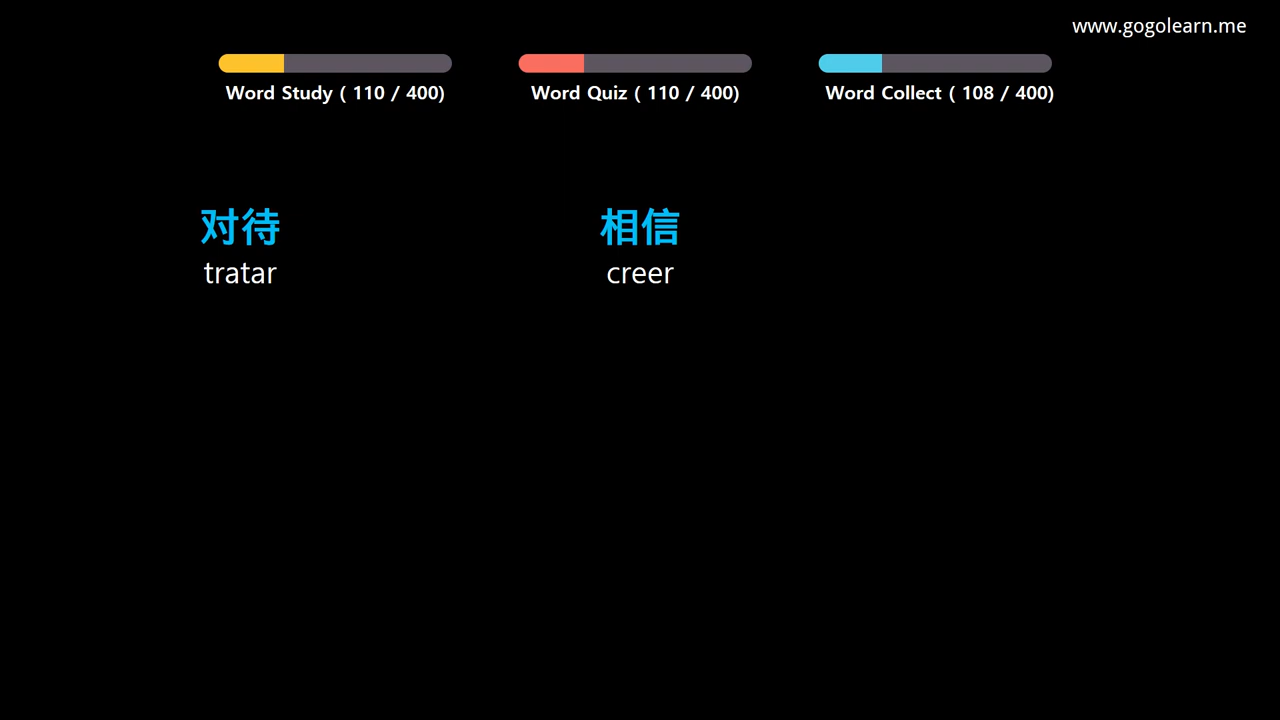 www.gogolearn.me
Word Study ( 110 / 400)
Word Quiz ( 110 / 400)
Word Collect ( 108 / 400)
对待
tratar
相信
creer